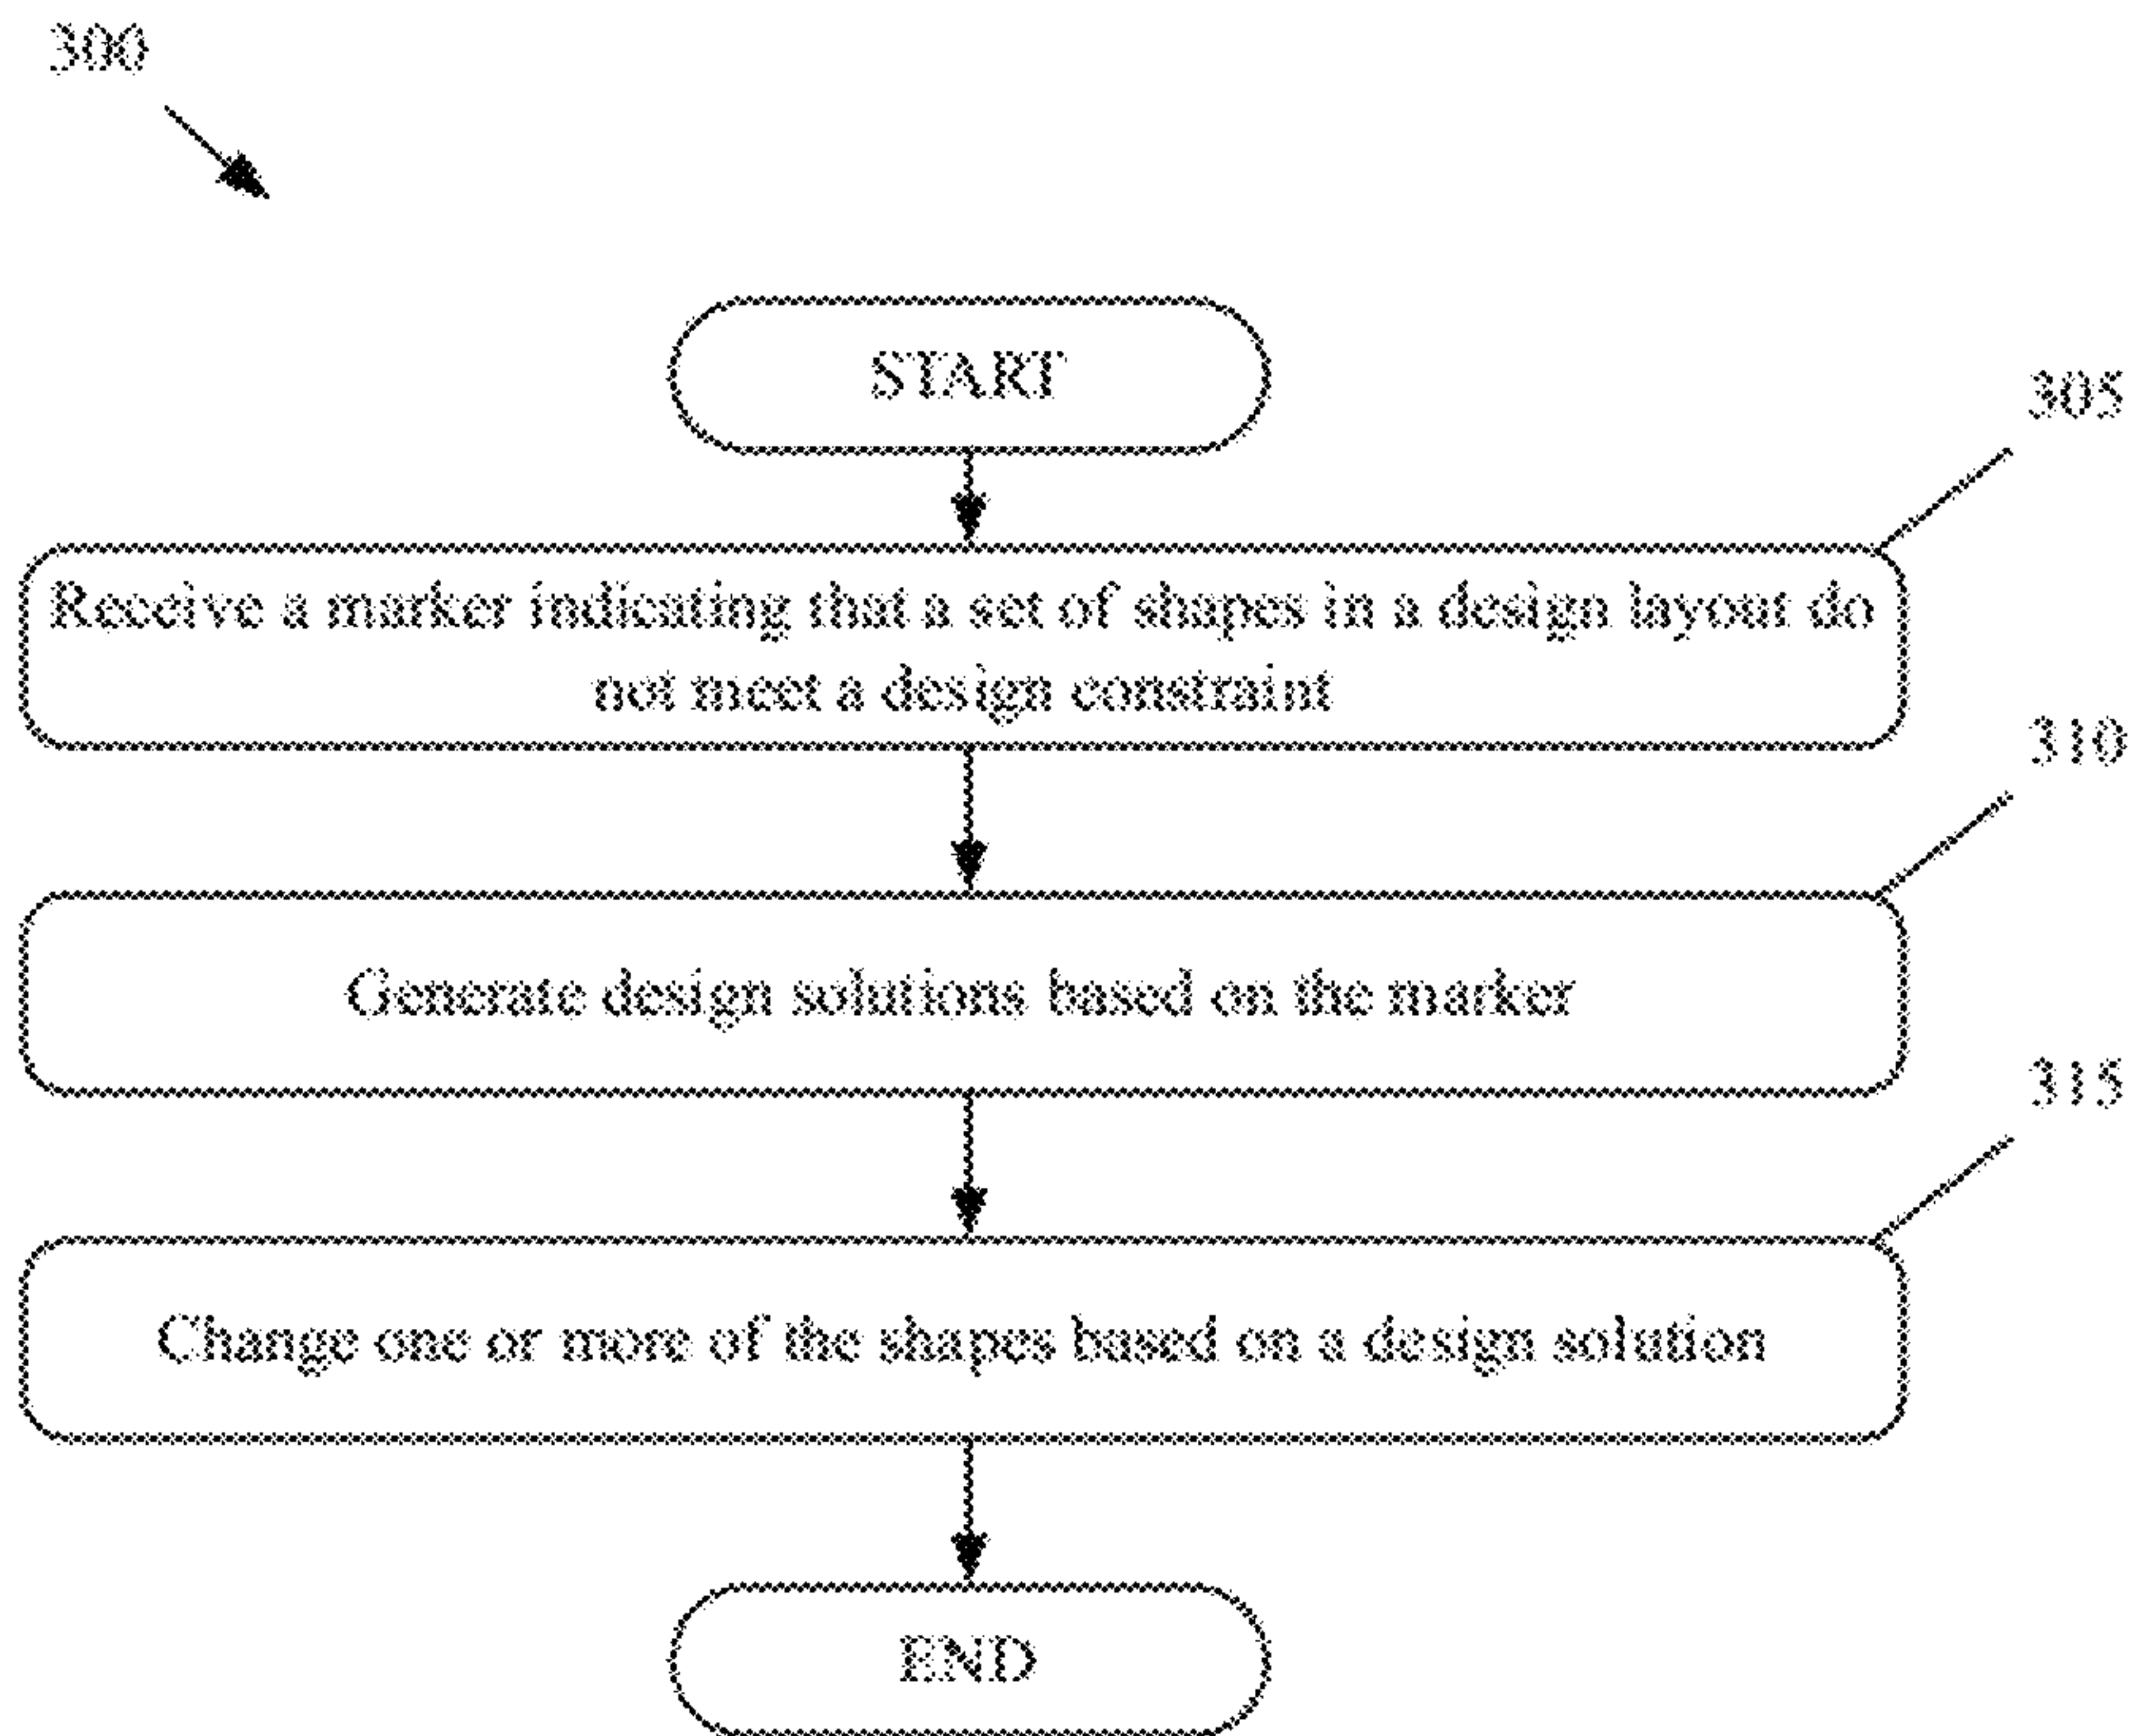 300
START
305
Receive a marker indicating that a set of shapes in a design layout do
not meet a design constraint
310
Generate design solutions based on the marker
315
Change one or more of the shapes based on a design solution
END